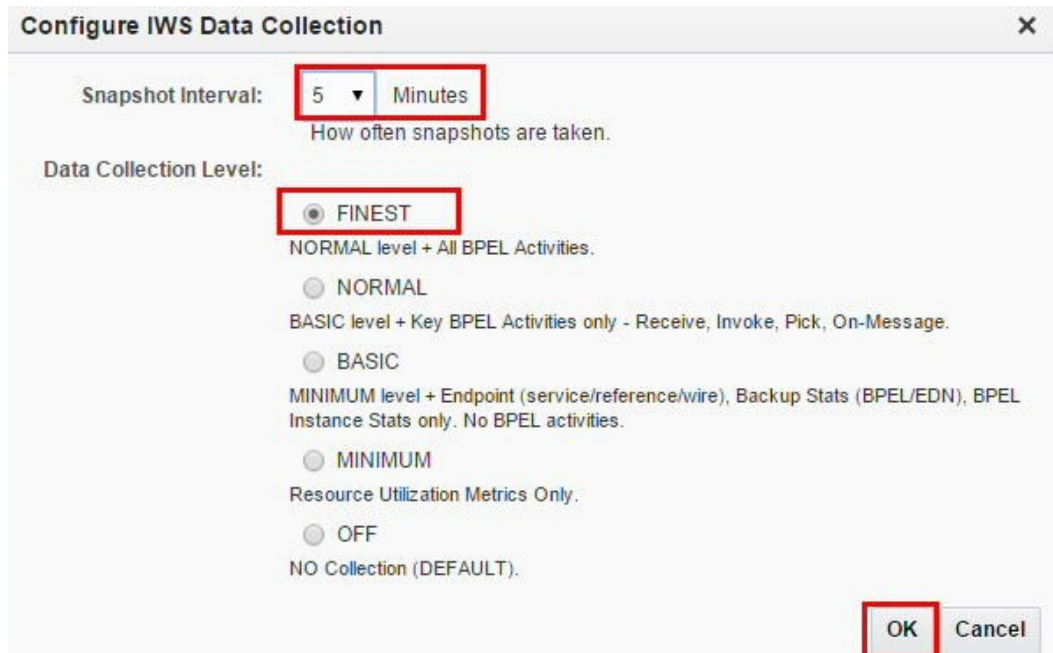 Configure IWS Data Collection
Snapshot Interval: 5 Minutes
How often snapshots are taken.
Data Collection Level:
FINEST
NORMAL level + All BPEL Activities.
NORMAL
BASIC level + Key BPEL Activities only - Receive, Invoke, Pick, On-Message.
BASIC
MINIMUM level + Endpoint (service/reference/wire), Backup Stats (BPEL/EDN), BPEL
Instance Stats only. No BPEL activities.
MINIMUM
Resource Utilization Metrics Only.
OFF
NO Collection (DEFAULT).
OK Cancel